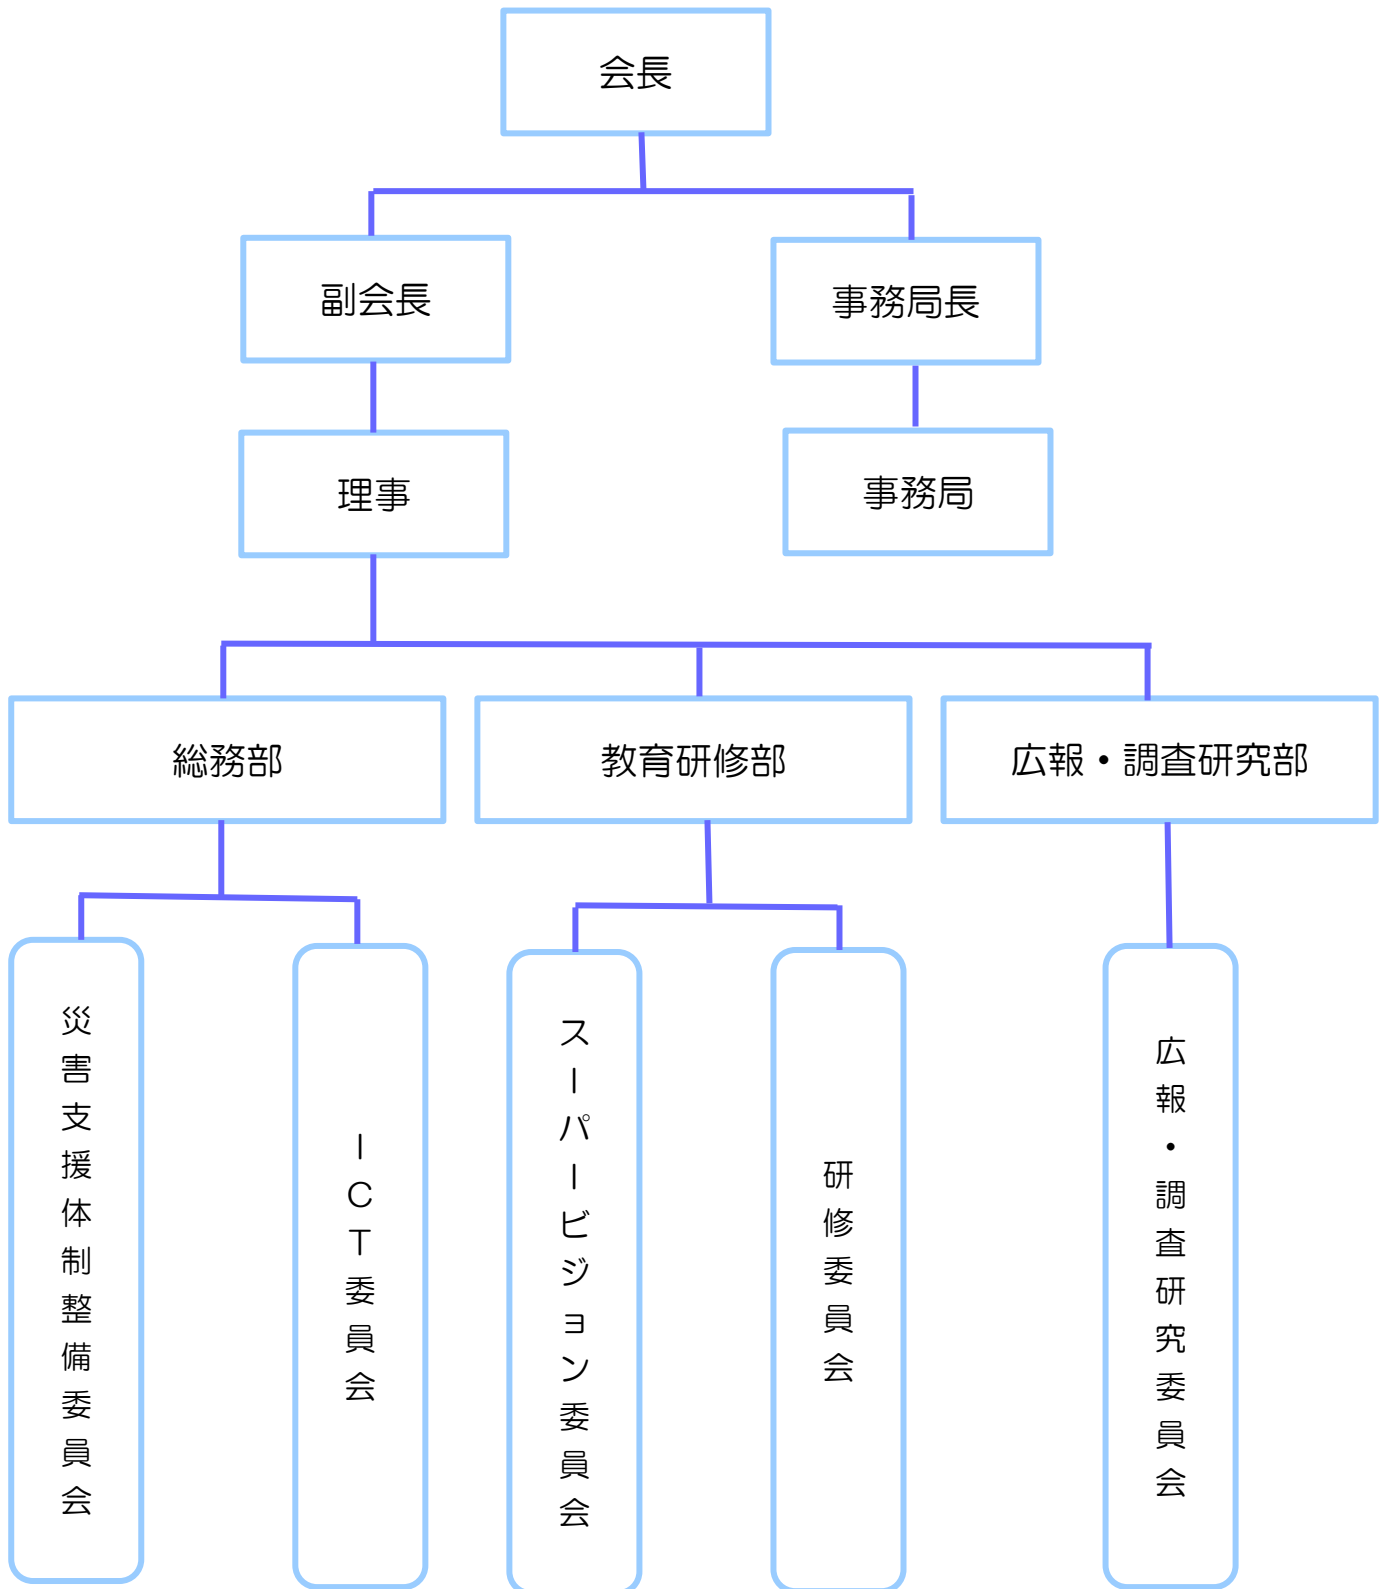 会長
副会長
事務局長
理事
事務局
総務部
教育研修部
広報・調査研究部
災害支援体制整備委員会
ICT委員会
スーパービジョン委員会
研修委員会
広報・調査研究委員会